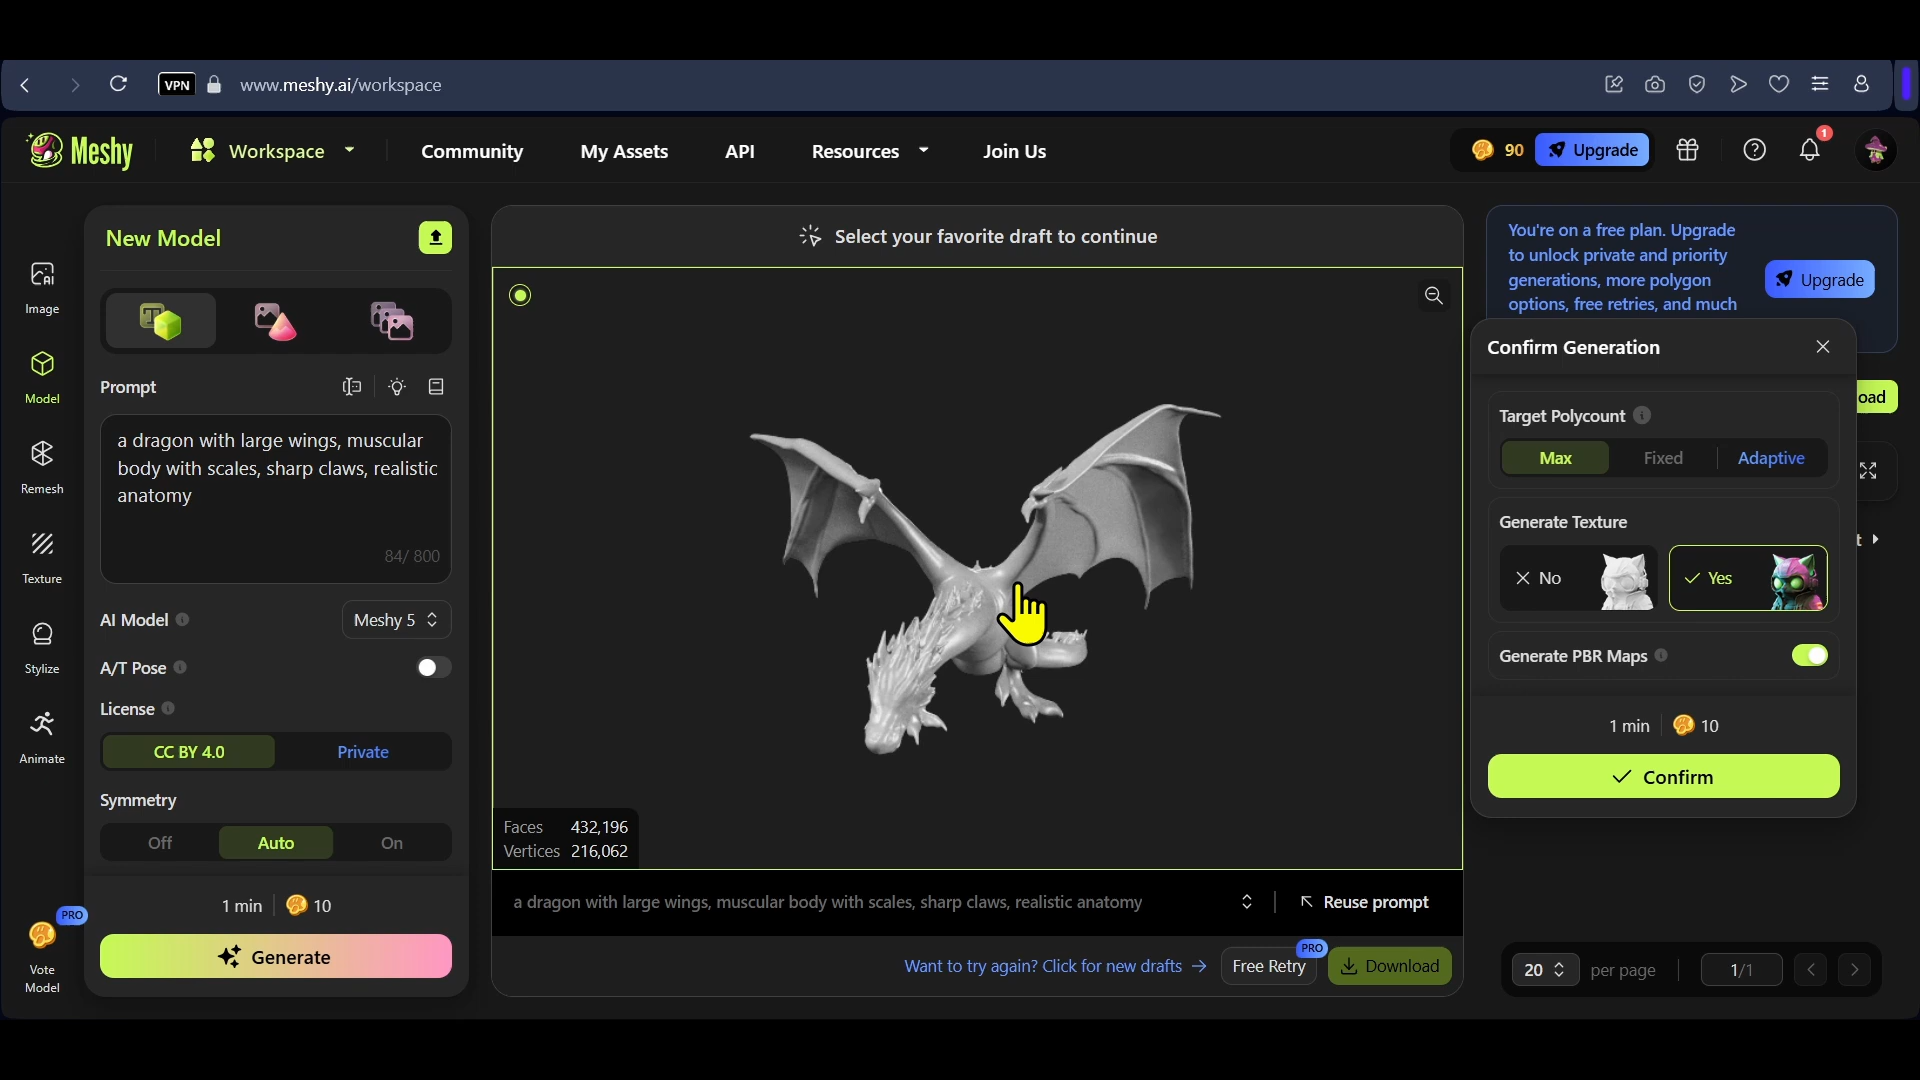 VPN www.meshy.ai/workspace
Meshy Workspace Community My Assets API Resources Join Us 90 Upgrade 1
Image
Model
Remesh
Texture
Stylize
Animate
PRO
Vote
Model
New Model
Prompt
a dragon with large wings, muscular
body with scales, sharp claws, realistic
anatomy
84/ 800
AI Model Meshy 5
A/T Pose
License
CC BY 4.0 Private
Symmetry
Off Auto On
1 min 10
Generate
Select your favorite draft to continue
Faces 432,196
Vertices 216,062
a dragon with large wings, muscular body with scales, sharp claws, realistic anatomy
Reuse prompt
Want to try again? Click for new drafts → Free Retry PRO Download
You're on a free plan. Upgrade
to unlock private and priority
generations, more polygon
options, free retries, and much
Upgrade
Confirm Generation
Target Polycount
Max Fixed Adaptive
Generate Texture
No Yes
Generate PBR Maps
1 min 10
Confirm
oad
t
20 per page 1/1